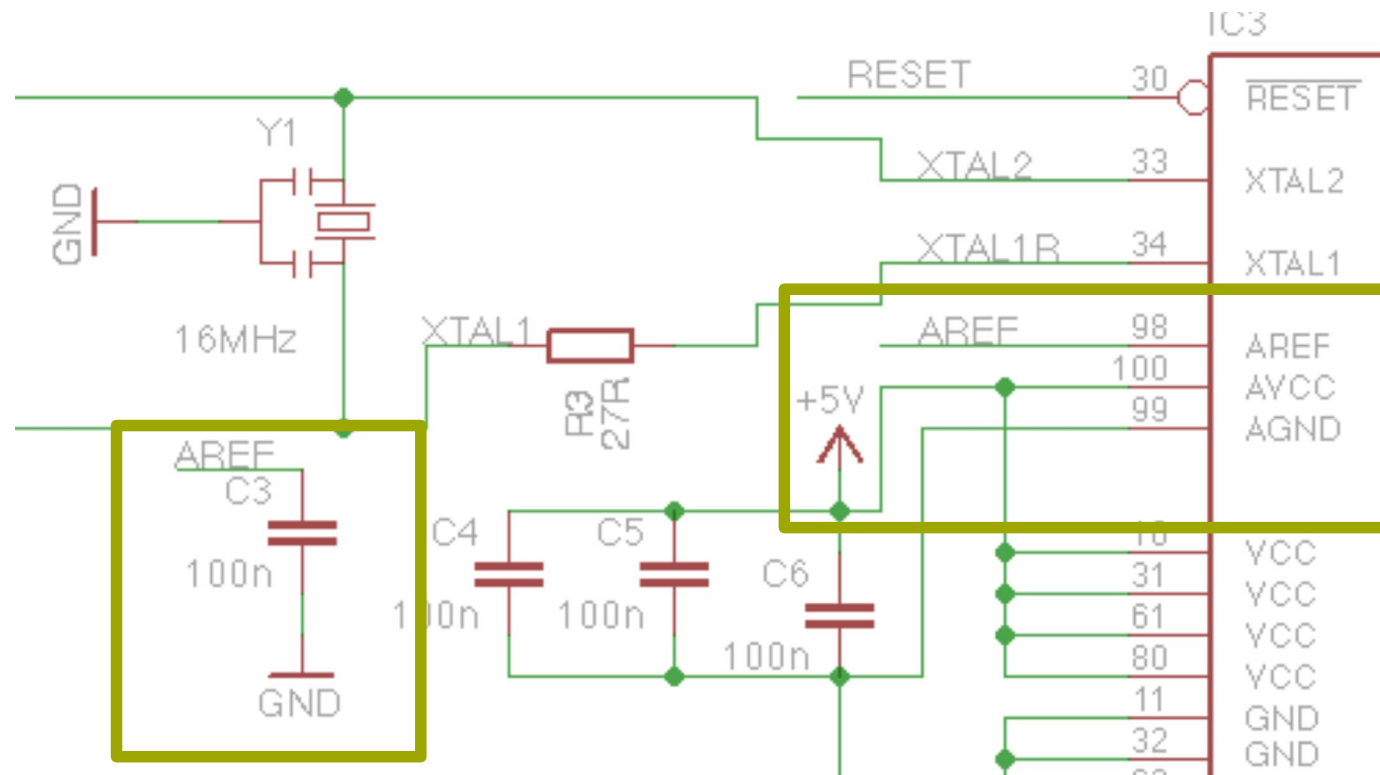 IC3
RESET
30
RESET
Y1
XTAL2
33
XTAL2
GND
XTAL1R
34
XTAL1
16MHz
XTAL1
AREF
98
AREF
R3
27R
100
AVCC
+5V
99
AGND
AREF
C3
C4
C5
100n
100n
100n
C6
100n
VCC
31
VCC
61
VCC
80
VCC
GND
11
GND
32
GND